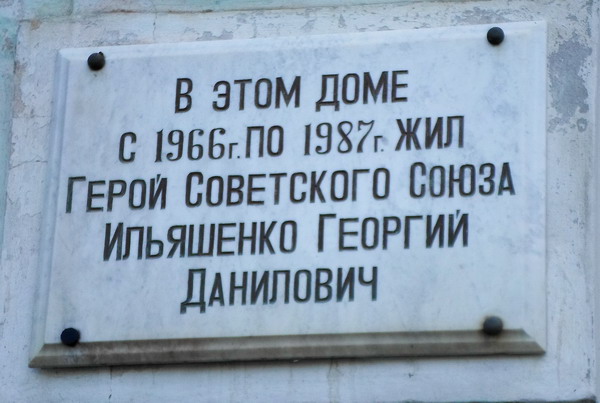 В ЭТОМ ДОМЕ
С 1966г. ПО 1987г. ЖИЛ
ГЕРОЙ СОВЕТСКОГО СОЮЗА
ИЛЬЯШЕНКО ГЕОРГИЙ
ДАНИЛОВИЧ